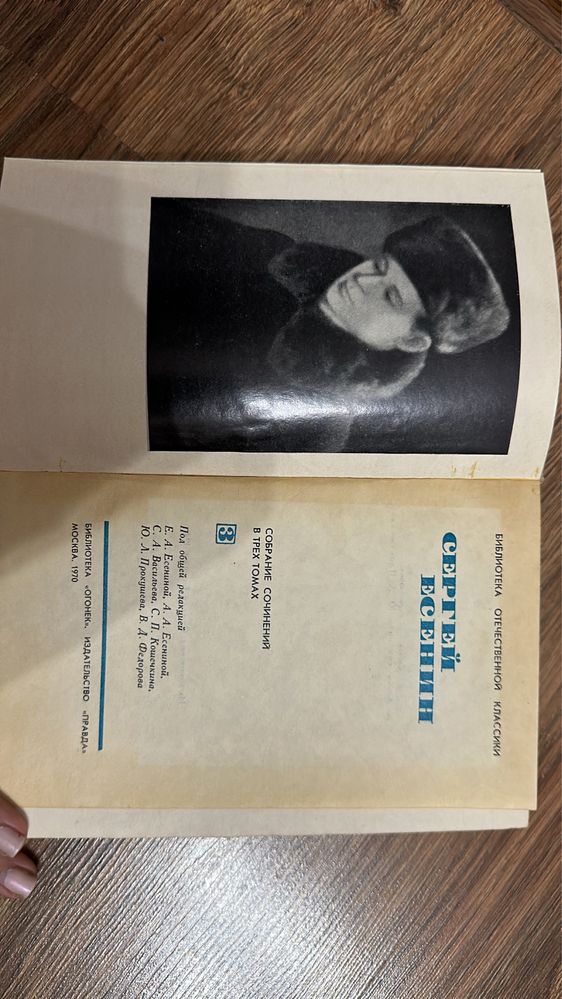 БИБЛИОТЕКА ОТЕЧЕСТВЕННОЙ КЛАССИКИ
СЕРГЕЙ
ЕСЕНИН
СОБРАНИЕ СОЧИНЕНИЙ
В ТРЕХ ТОМАХ
3
Под общей редакцией
Е. А. Есениной, А. А. Есениной,
С. А. Васильева, С. П. Кошечкина,
Ю. Л. Прокушева, В. Д. Федорова
БИБЛИОТЕКА «ОГОНЕК». ИЗДАТЕЛЬСТВО «ПРАВДА»
МОСКВА. 1970